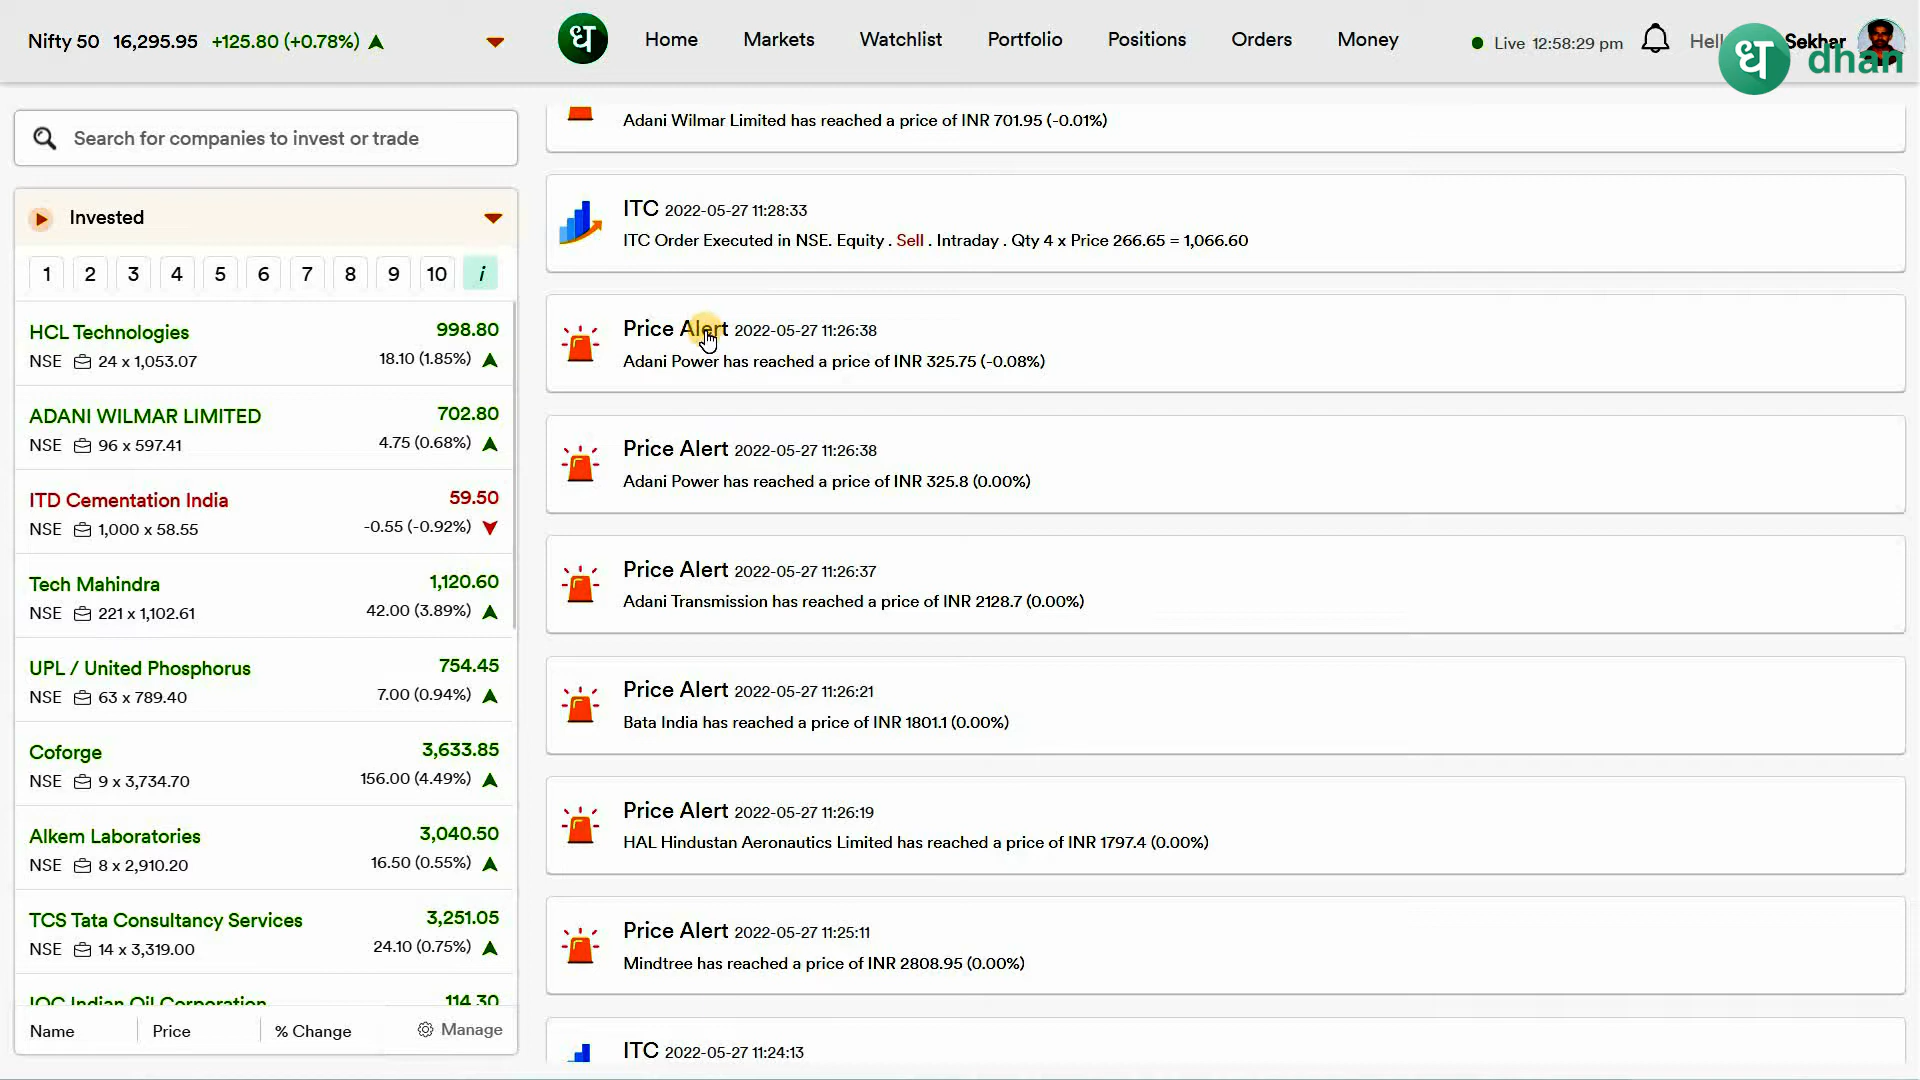 Nifty 50 16,295.95 +125.80 (+0.78%)
ध
Home Markets Watchlist Portfolio Positions Orders Money
Live 12:58:29 pm
Sekhar
ध dhan
Search for companies to invest or trade
Invested
1 2 3 4 5 6 7 8 9 10 i
HCL Technologies 998.80
NSE 24 x 1,053.07 18.10 (1.85%)
ADANI WILMAR LIMITED 702.80
NSE 96 x 597.41 4.75 (0.68%)
ITD Cementation India 59.50
NSE 1,000 x 58.55 -0.55 (-0.92%)
Tech Mahindra 1,120.60
NSE 221 x 1,102.61 42.00 (3.89%)
UPL / United Phosphorus 754.45
NSE 63 x 789.40 7.00 (0.94%)
Coforge 3,633.85
NSE 9 x 3,734.70 156.00 (4.49%)
Alkem Laboratories 3,040.50
NSE 8 x 2,910.20 16.50 (0.55%)
TCS Tata Consultancy Services 3,251.05
NSE 14 x 3,319.00 24.10 (0.75%)
IOC Indian Oil Corporation 114.30
Name Price % Change Manage
Adani Wilmar Limited has reached a price of INR 701.95 (-0.01%)
ITC 2022-05-27 11:28:33
ITC Order Executed in NSE. Equity . Sell . Intraday . Qty 4 x Price 266.65 = 1,066.60
Price Alert 2022-05-27 11:26:38
Adani Power has reached a price of INR 325.75 (-0.08%)
Price Alert 2022-05-27 11:26:38
Adani Power has reached a price of INR 325.8 (0.00%)
Price Alert 2022-05-27 11:26:37
Adani Transmission has reached a price of INR 2128.7 (0.00%)
Price Alert 2022-05-27 11:26:21
Bata India has reached a price of INR 1801.1 (0.00%)
Price Alert 2022-05-27 11:26:19
HAL Hindustan Aeronautics Limited has reached a price of INR 1797.4 (0.00%)
Price Alert 2022-05-27 11:25:11
Mindtree has reached a price of INR 2808.95 (0.00%)
ITC 2022-05-27 11:24:13